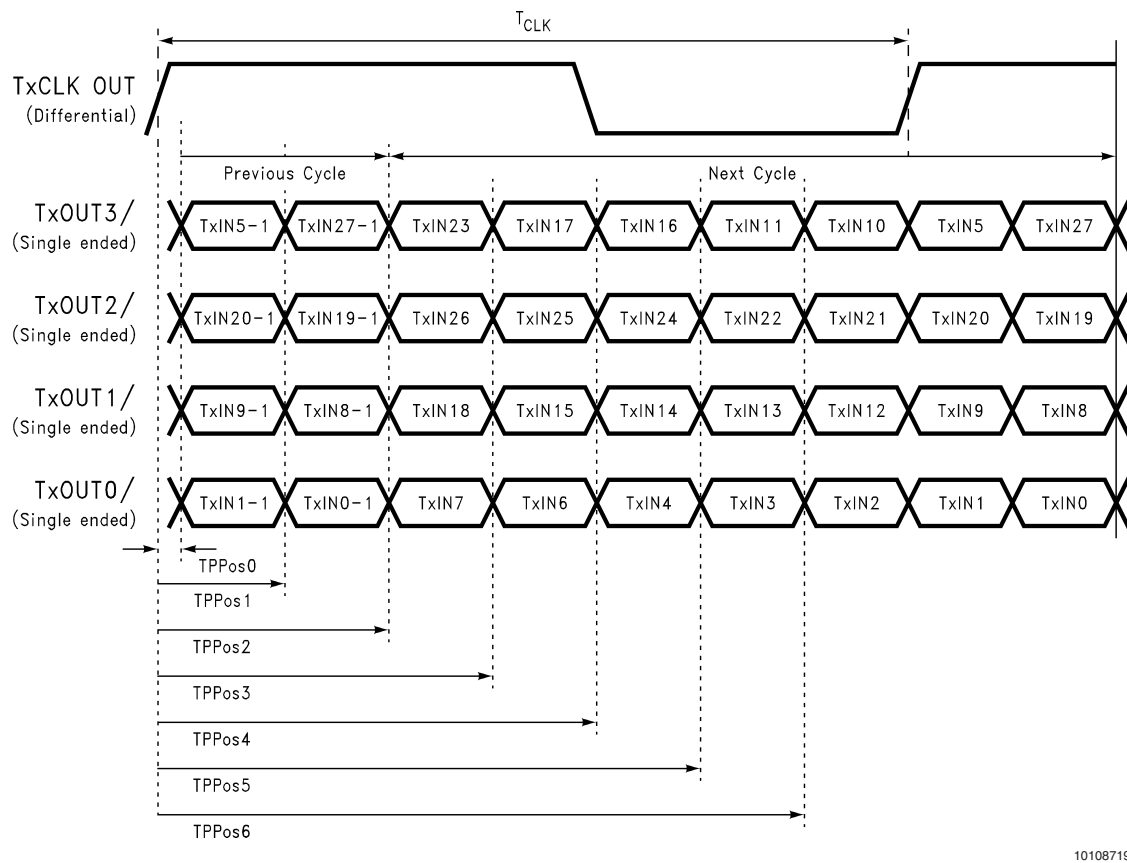 TCLK
TxCLK OUT
(Differential)
Previous Cycle Next Cycle
TxOUT3/
(Single ended)
TxIN5-1 TxIN27-1 TxIN23 TxIN17 TxIN16 TxIN11 TxIN10 TxIN5 TxIN27
TxOUT2/
(Single ended)
TxIN20-1 TxIN19-1 TxIN26 TxIN25 TxIN24 TxIN22 TxIN21 TxIN20 TxIN19
TxOUT1/
(Single ended)
TxIN9-1 TxIN8-1 TxIN18 TxIN15 TxIN14 TxIN13 TxIN12 TxIN9 TxIN8
TxOUT0/
(Single ended)
TxIN1-1 TxIN0-1 TxIN7 TxIN6 TxIN4 TxIN3 TxIN2 TxIN1 TxIN0
TPPos0
TPPos1
TPPos2
TPPos3
TPPos4
TPPos5
TPPos6
10108719